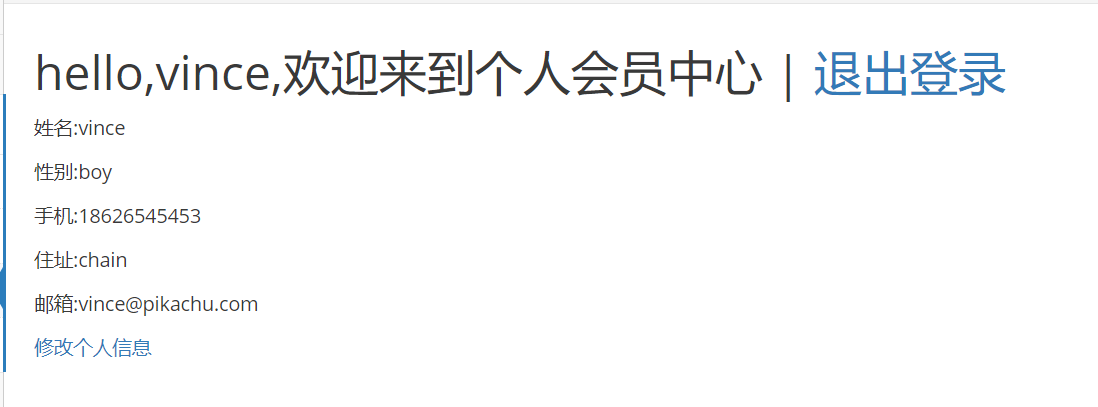 hello,vince,欢迎来到个人会员中心 | 退出登录
姓名:vince
性别:boy
手机:18626545453
住址:chain
邮箱:vince@pikachu.com
修改个人信息